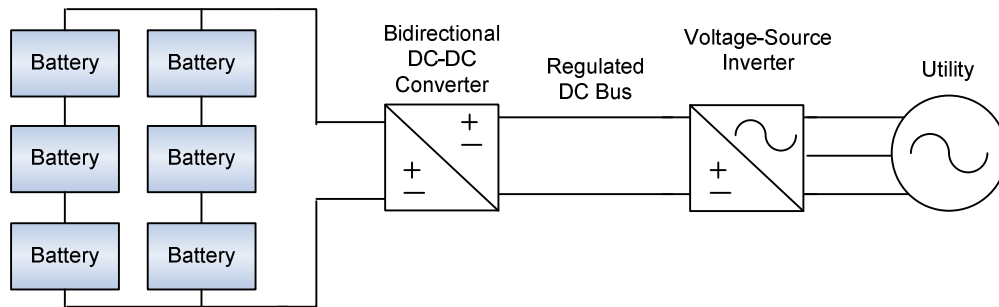 Battery
Battery
Battery
Battery
Battery
Battery
Bidirectional
DC-DC
Converter
Regulated
DC Bus
Voltage-Source
Inverter
Utility
+
−
+
−
+
−